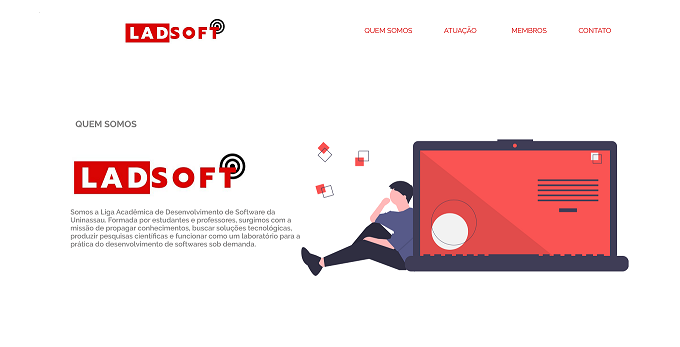 LADSOFT
QUEM SOMOS
ATUAÇÃO
MEMBROS
CONTATO
QUEM SOMOS
LADSOFT
Somos a Liga Académica de Desenvolvimento de Software da
Uninassau. Formada por estudantes e professores, surgimos com a
missão de propagar conhecimentos, buscar soluções tecnológicas,
produzir pesquisas científicas e funcionar como um laboratório para a
prática do desenvolvimento de softwares sob demanda.